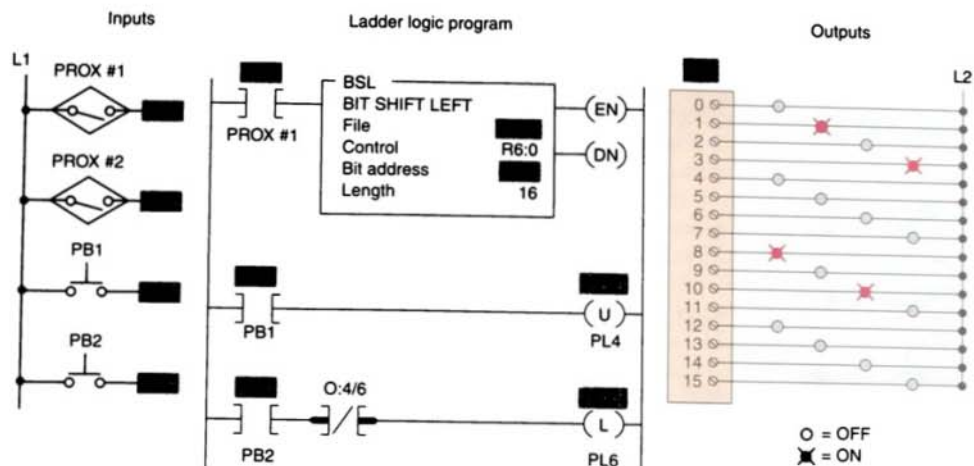 Inputs
Ladder logic program
Outputs
L1
PROX #1
PROX #2
PB1
PB2
PROX #1
BSL
BIT SHIFT LEFT
File
Control R6:0
Bit address
Length 16
EN
DN
PB1
U
PL4
PB2
O:4/6
L
PL6
L2
0
1
2
3
4
5
6
7
8
9
10
11
12
13
14
15
= OFF
= ON